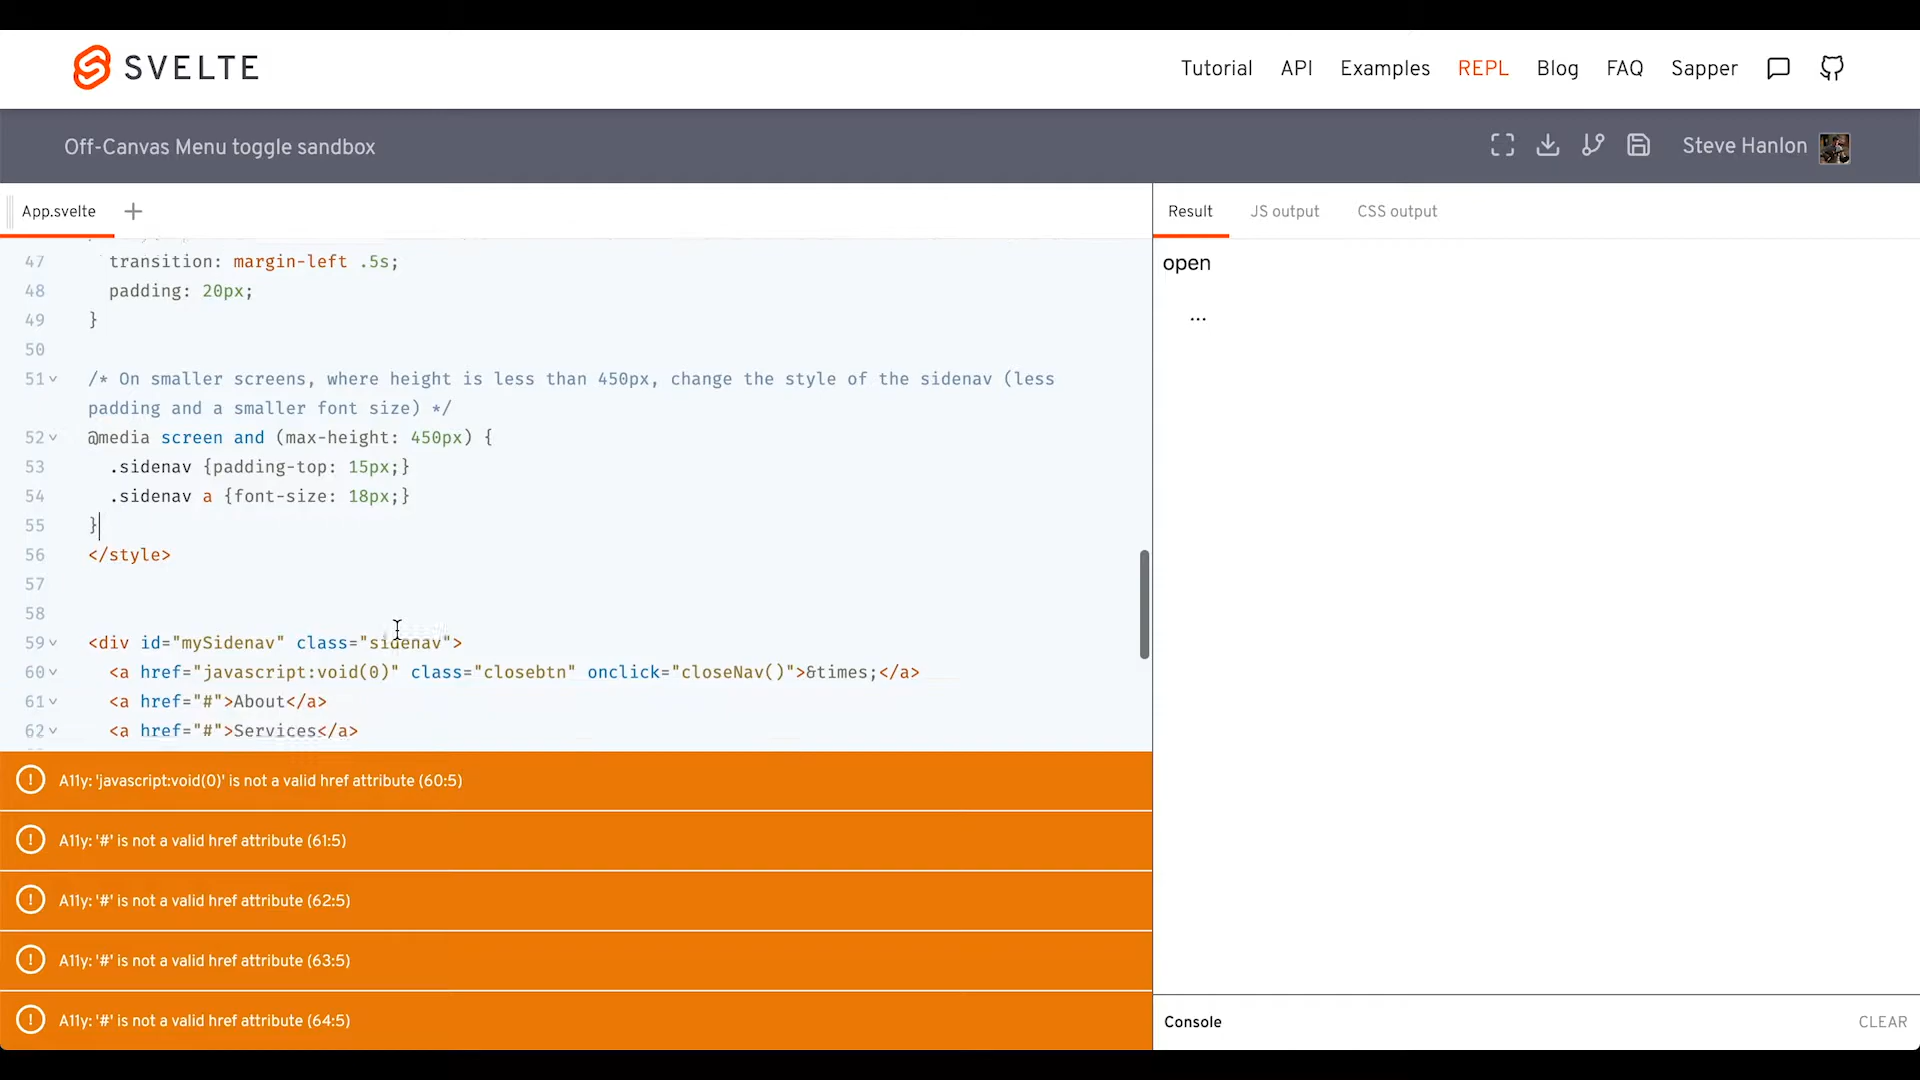 SVELTE
Tutorial API Examples REPL Blog FAQ Sapper
Off-Canvas Menu toggle sandbox
Steve Hanlon
App.svelte +
Result JS output CSS output
47 transition: margin-left .5s;
48 padding: 20px;
49 }
50
51 /* On smaller screens, where height is less than 450px, change the style of the sidenav (less
padding and a smaller font size) */
52 @media screen and (max-height: 450px) {
53 .sidenav {padding-top: 15px;}
54 .sidenav a {font-size: 18px;}
55 }
56 </style>
57
58
59 <div id="mySidenav" class="sidenav">
60 <a href="javascript:void(0)" class="closebtn" onclick="closeNav()">&times;</a>
61 <a href="#">About</a>
62 <a href="#">Services</a>
! A11y: 'javascript:void(0)' is not a valid href attribute (60:5)
! A11y: '#' is not a valid href attribute (61:5)
! A11y: '#' is not a valid href attribute (62:5)
! A11y: '#' is not a valid href attribute (63:5)
! A11y: '#' is not a valid href attribute (64:5)
open
...
Console CLEAR